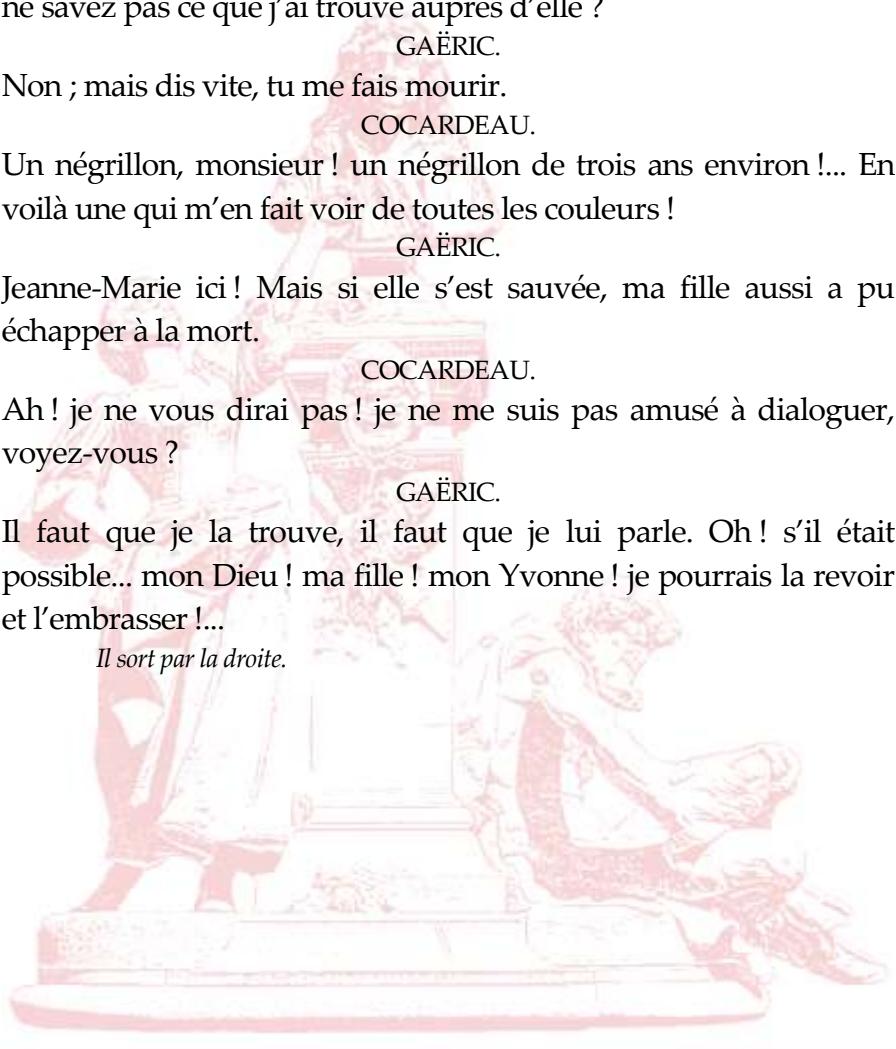 ne savez pas ce que j’ai trouvé auprès d’elle ?
GAËRIC.
Non ; mais dis vite, tu me fais mourir.
COCARDEAU.
Un négrillon, monsieur ! un négrillon de trois ans environ !... En
voilà une qui m’en fait voir de toutes les couleurs !
GAËRIC.
Jeanne-Marie ici ! Mais si elle s’est sauvée, ma fille aussi a pu
échapper à la mort.
COCARDEAU.
Ah ! je ne vous dirai pas ! je ne me suis pas amusé à dialoguer,
voyez-vous ?
GAËRIC.
Il faut que je la trouve, il faut que je lui parle. Oh ! s’il était
possible... mon Dieu ! ma fille ! mon Yvonne ! je pourrais la revoir
et l’embrasser !...
Il sort par la droite.